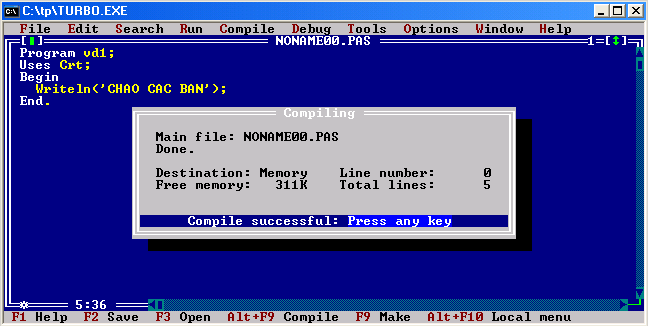 C:\tp\TURBO.EXE
File Edit Search Run Compile Debug Tools Options Window Help
NONAME00.PAS 1
Program vd1;
Uses Crt;
Begin
Writeln('CHAO CAC BAN');
End.
Compiling
Main file: NONAME00.PAS
Done.
Destination: Memory Line number: 0
Free memory: 311K Total lines: 5
Compile successful: Press any key
5:36
F1 Help F2 Save F3 Open Alt+F9 Compile F9 Make Alt+F10 Local menu